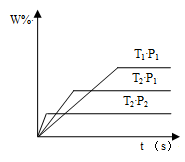 W%
T₁·P₁
T₂·P₁
T₂·P₂
t （s）